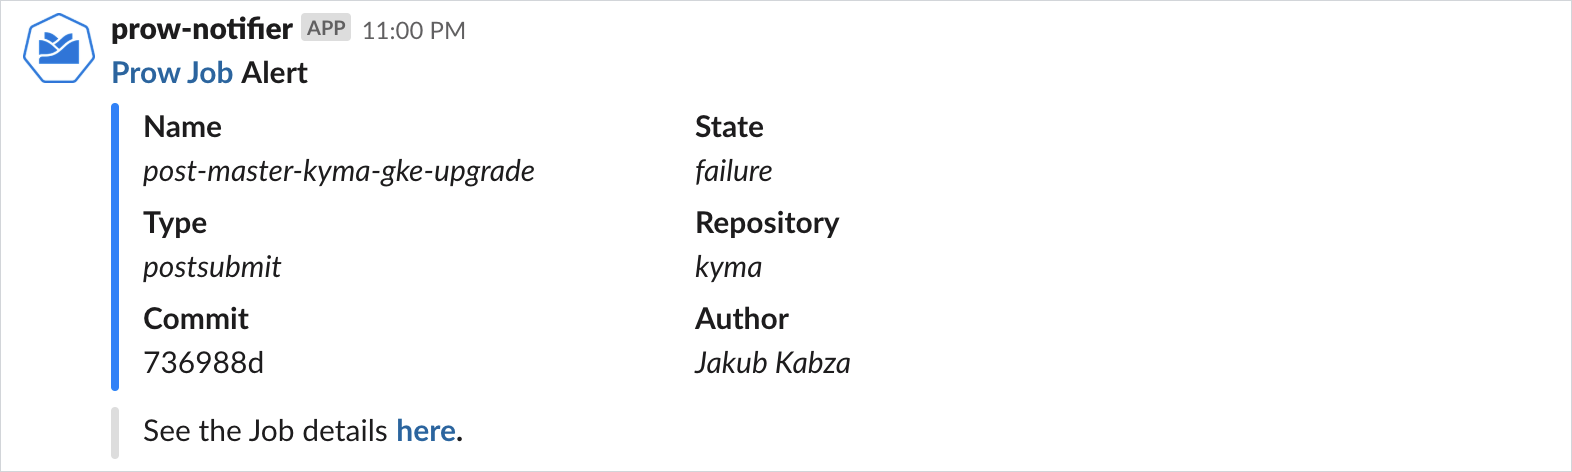 prow-notifier APP 11:00 PM
Prow Job Alert
Name State
post-master-kyma-gke-upgrade failure
Type Repository
postsubmit kyma
Commit Author
736988d Jakub Kabza
See the Job details here.